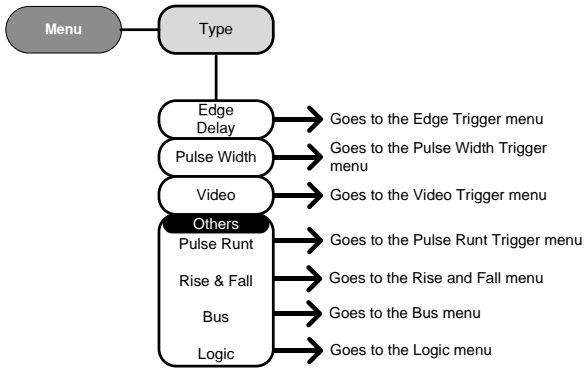 Menu
Type
Edge
Delay
Goes to the Edge Trigger menu
Pulse Width
Goes to the Pulse Width Trigger
menu
Video
Goes to the Video Trigger menu
Others
Pulse Runt
Goes to the Pulse Runt Trigger menu
Rise & Fall
Goes to the Rise and Fall menu
Bus
Goes to the Bus menu
Logic
Goes to the Logic menu